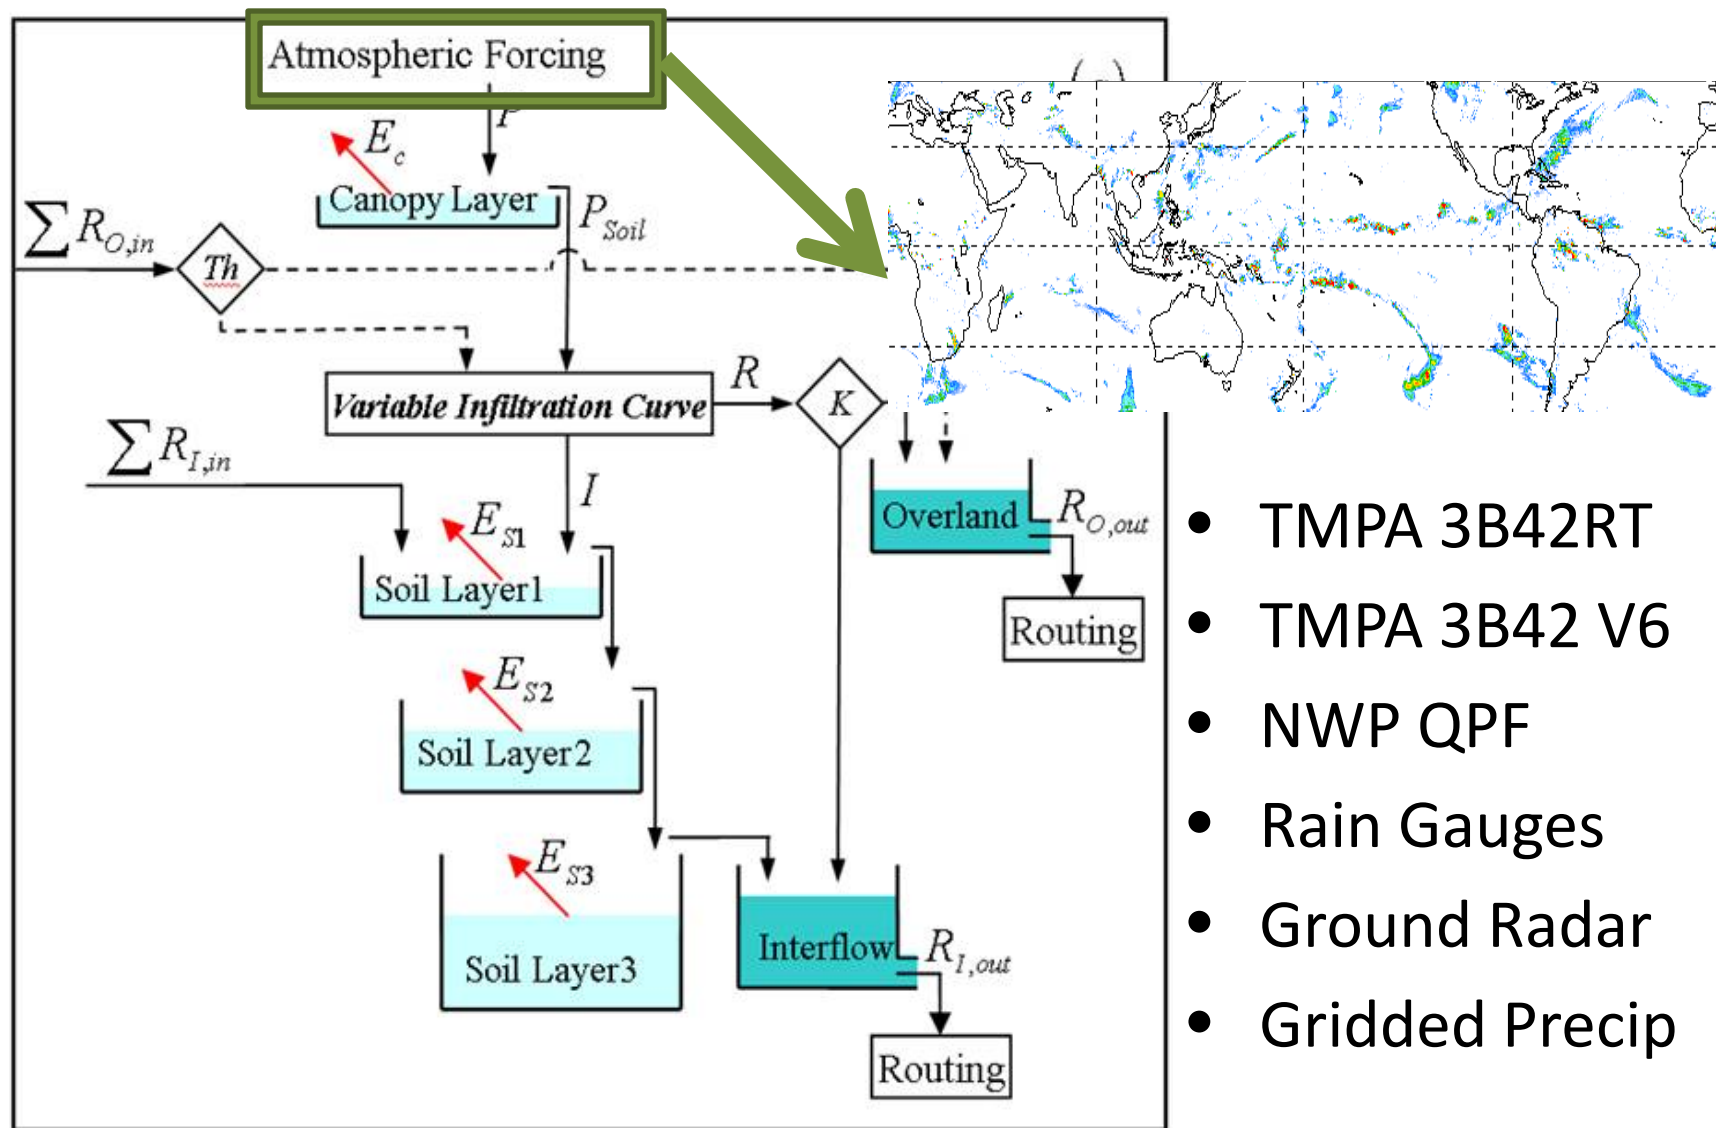 Atmospheric Forcing
P
E_c
Canopy Layer
P_Soil
∑ R_O,in
Th
Variable Infiltration Curve
R
K
∑ R_I,in
I
E_S1
Soil Layer1
Overland
R_O,out
Routing
E_S2
Soil Layer2
E_S3
Soil Layer3
Interflow
R_I,out
Routing
• TMPA 3B42RT
• TMPA 3B42 V6
• NWP QPF
• Rain Gauges
• Ground Radar
• Gridded Precip